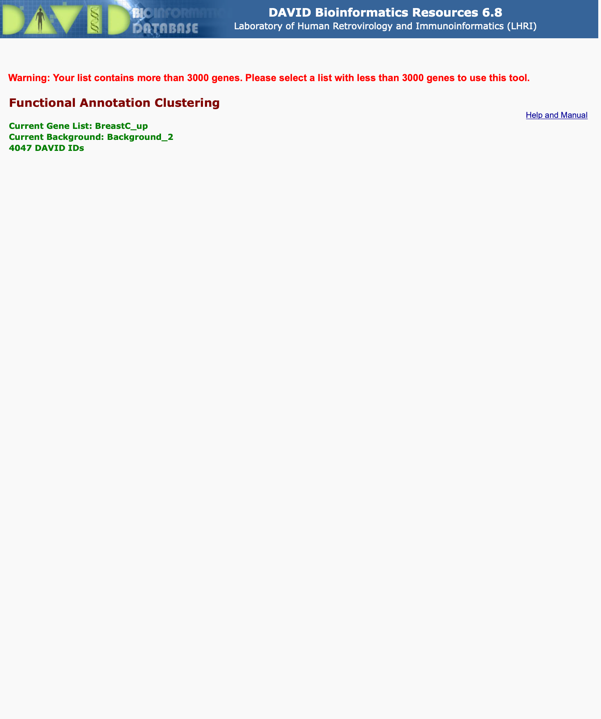 DAVID BIOINFORMATICS DATABASE
DAVID Bioinformatics Resources 6.8
Laboratory of Human Retrovirology and Immunoinformatics (LHRI)
Warning: Your list contains more than 3000 genes. Please select a list with less than 3000 genes to use this tool.
Functional Annotation Clustering
Help and Manual
Current Gene List: BreastC_up
Current Background: Background_2
4047 DAVID IDs